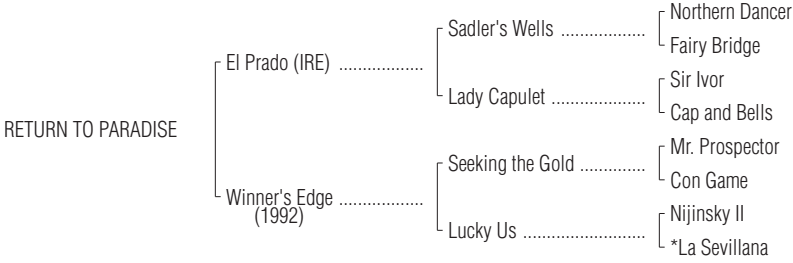 Northern Dancer
Sadler's Wells ..................
Fairy Bridge
El Prado (IRE) ..................
Sir Ivor
Lady Capulet ....................
Cap and Bells
RETURN TO PARADISE
Mr. Prospector
Seeking the Gold ..............
Con Game
Winner's Edge ..................
(1992)
Nijinsky II
Lucky Us ..........................
*La Sevillana